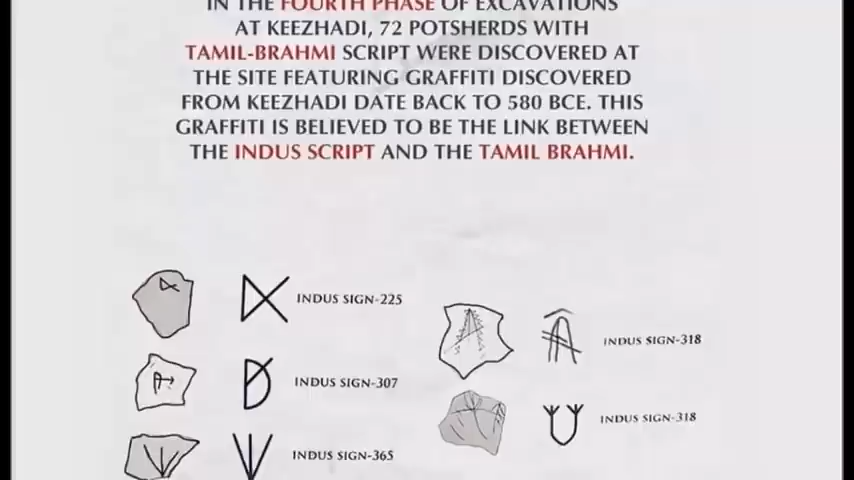 IN THE FOURTH PHASE OF EXCAVATIONS
AT KEEZHADI, 72 POTSHERDS WITH
TAMIL-BRAHMI SCRIPT WERE DISCOVERED AT
THE SITE FEATURING GRAFFITI DISCOVERED
FROM KEEZHADI DATE BACK TO 580 BCE. THIS
GRAFFITI IS BELIEVED TO BE THE LINK BETWEEN
THE INDUS SCRIPT AND THE TAMIL BRAHMI.
INDUS SIGN-225
INDUS SIGN-307
INDUS SIGN-365
INDUS SIGN-318
INDUS SIGN-318